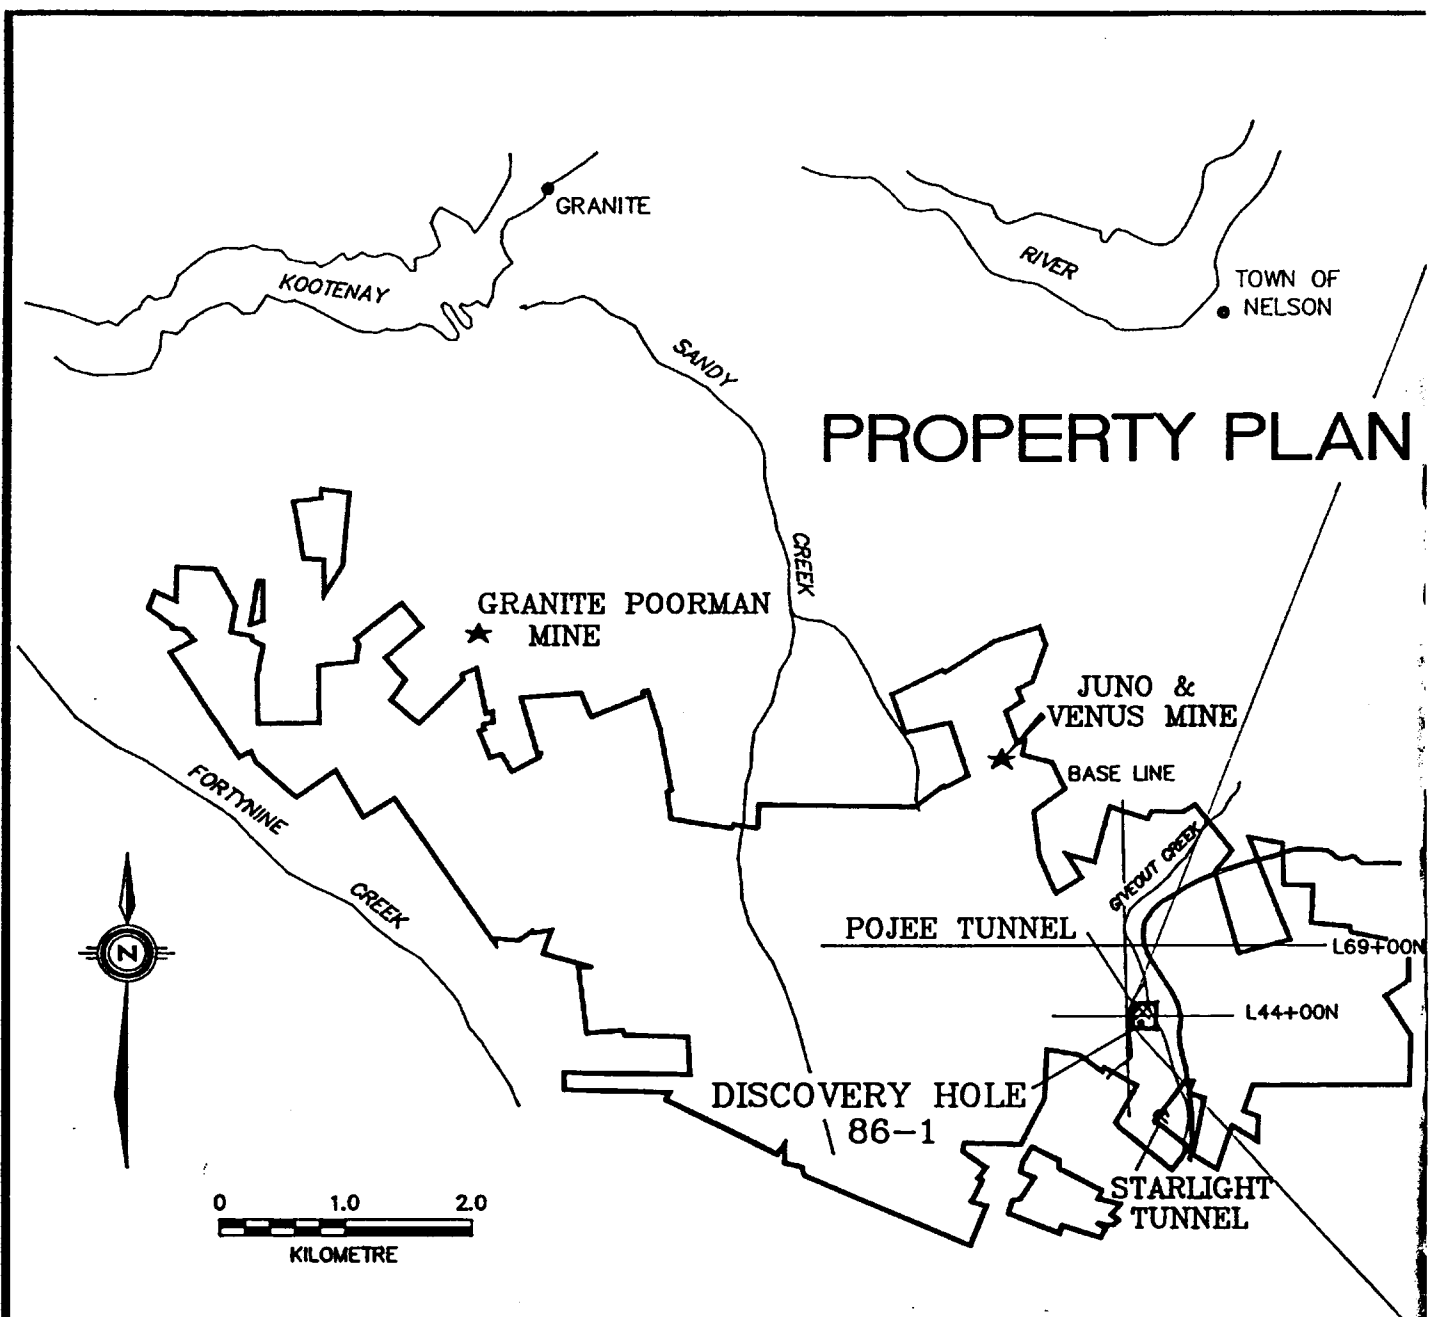 GRANITE
KOOTENAY
RIVER
TOWN OF
NELSON
SANDY
PROPERTY PLAN
CREEK
GRANITE POORMAN
MINE
JUNO &
VENUS MINE
BASE LINE
FORTYNINE
CREEK
GIVEOUT CREEK
POJEE TUNNEL
L69+00N
N
L44+00N
DISCOVERY HOLE
86-1
STARLIGHT
TUNNEL
0 1.0 2.0
KILOMETRE